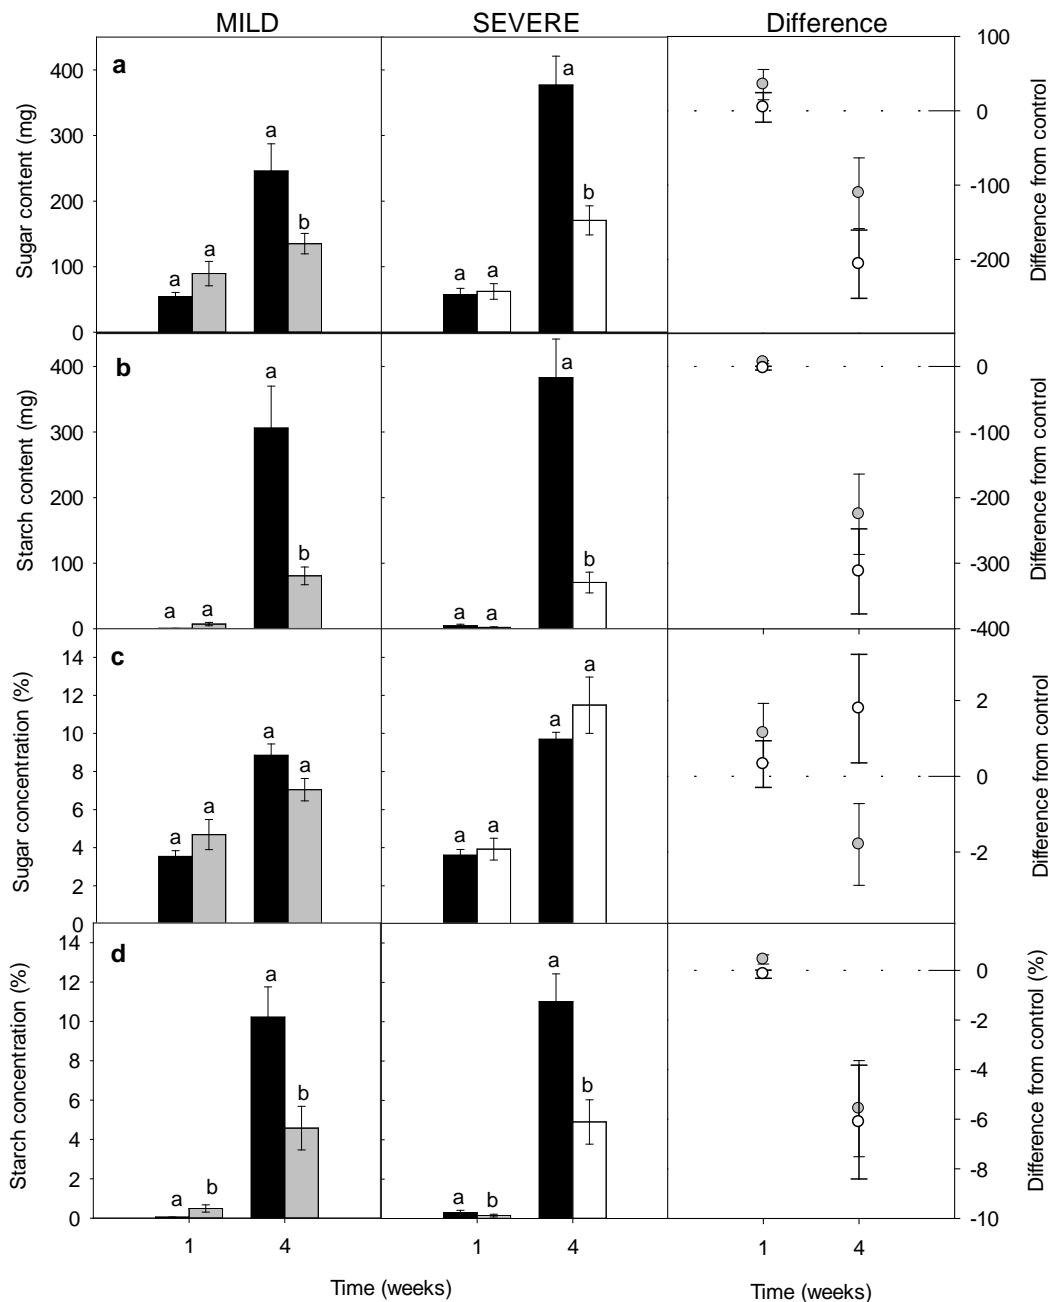 MILD SEVERE Difference
a
Sugar content (mg)
400
300
200
100
0
a a a b
a a a b
100
0
-100
-200
Difference from control
b
Starch content (mg)
400
300
200
100
0
a a a b
a a a b
0
-100
-200
-300
-400
Difference from control
c
Sugar concentration (%)
14
12
10
8
6
4
2
0
a a a a
a a a a
2
0
-2
Difference from control
d
Starch concentration (%)
14
12
10
8
6
4
2
0
a b a b
a b a b
0
-2
-4
-6
-8
-10
Difference from control (%)
1 4 1 4 1 4
Time (weeks) Time (weeks)